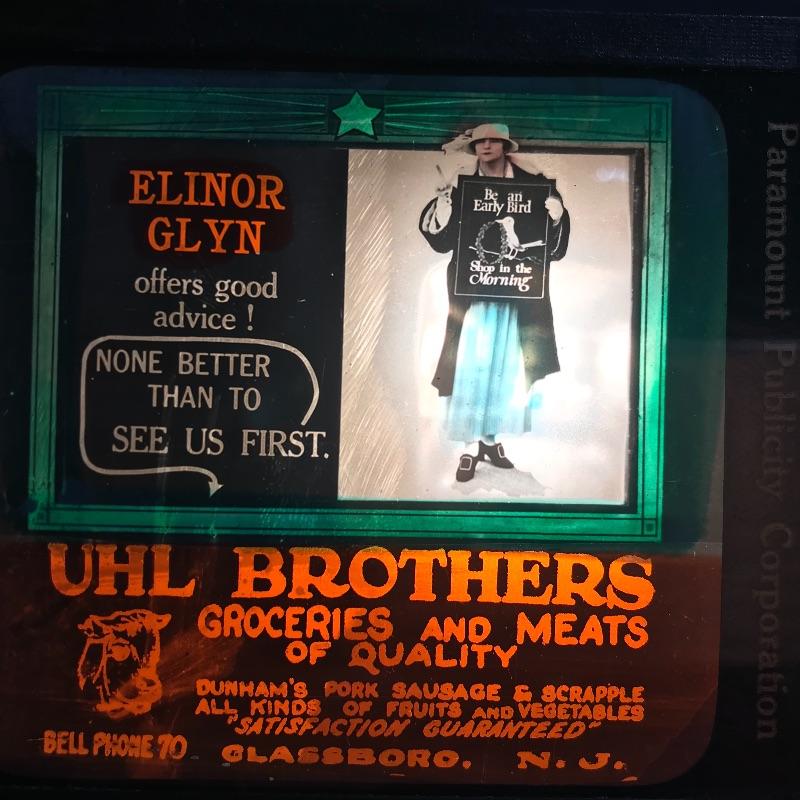 ELINOR
GLYN
offers good
advice !
NONE BETTER
THAN TO
SEE US FIRST.
Be an
Early Bird
Shop in the
Morning
UHL BROTHERS
GROCERIES AND MEATS
OF QUALITY
DUNHAM'S PORK SAUSAGE & SCRAPPLE
ALL KINDS OF FRUITS AND VEGETABLES
"SATISFACTION GUARANTEED"
BELL PHONE 70
GLASSBORO. N. J.
Paramount Publicity Corporation